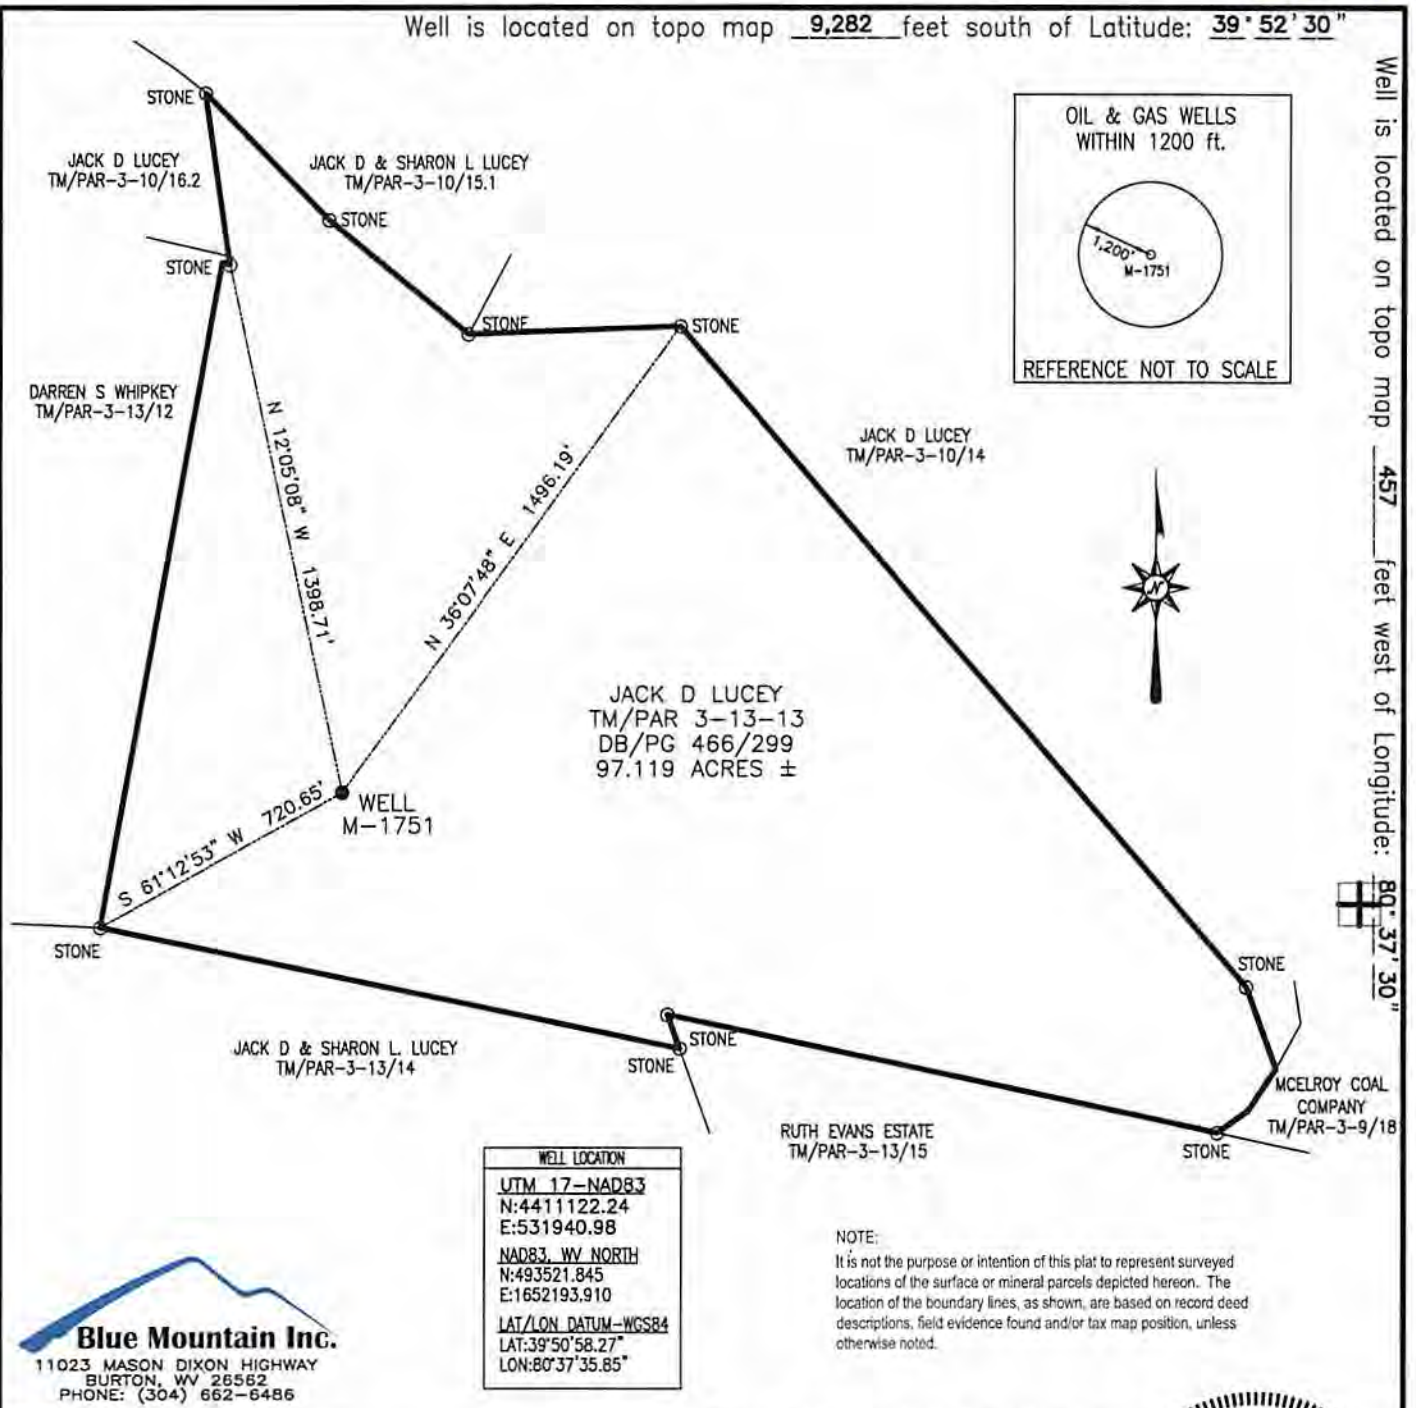 Well is located on topo map 9,282 feet south of Latitude: 39°52'30"
Well is located on topo map 457 feet west of Longitude: 80°37'30"
OIL & GAS WELLS
WITHIN 1200 ft.
1,200'
M-1751
REFERENCE NOT TO SCALE
STONE
JACK D LUCEY
TM/PAR-3-10/16.2
JACK D & SHARON L LUCEY
TM/PAR-3-10/15.1
STONE
STONE
STONE
STONE
DARREN S WHIPKEY
TM/PAR-3-13/12
N 12°05'08" W 1398.71'
N 36°07'48" E 1496.19'
JACK D LUCEY
TM/PAR-3-10/14
N
JACK D LUCEY
TM/PAR 3-13-13
DB/PG 466/299
97.119 ACRES ±
WELL
M-1751
S 61°12'53" W 720.65'
STONE
STONE
JACK D & SHARON L. LUCEY
TM/PAR-3-13/14
STONE
STONE
MCELROY COAL
COMPANY
TM/PAR-3-9/18
RUTH EVANS ESTATE
TM/PAR-3-13/15
STONE
WELL LOCATION
UTM 17-NAD83
N:4411122.24
E:531940.98
NAD83, WV NORTH
N:493521.845
E:1652193.910
LAT/LON DATUM-WGS84
LAT:39°50'58.27"
LON:80°37'35.85"
NOTE:
It is not the purpose or intention of this plat to represent surveyed
locations of the surface or mineral parcels depicted hereon. The
location of the boundary lines, as shown, are based on record deed
descriptions, field evidence found and/or tax map position, unless
otherwise noted.
Blue Mountain Inc.
11023 MASON DIXON HIGHWAY
BURTON, WV 26562
PHONE: (304) 662-6486